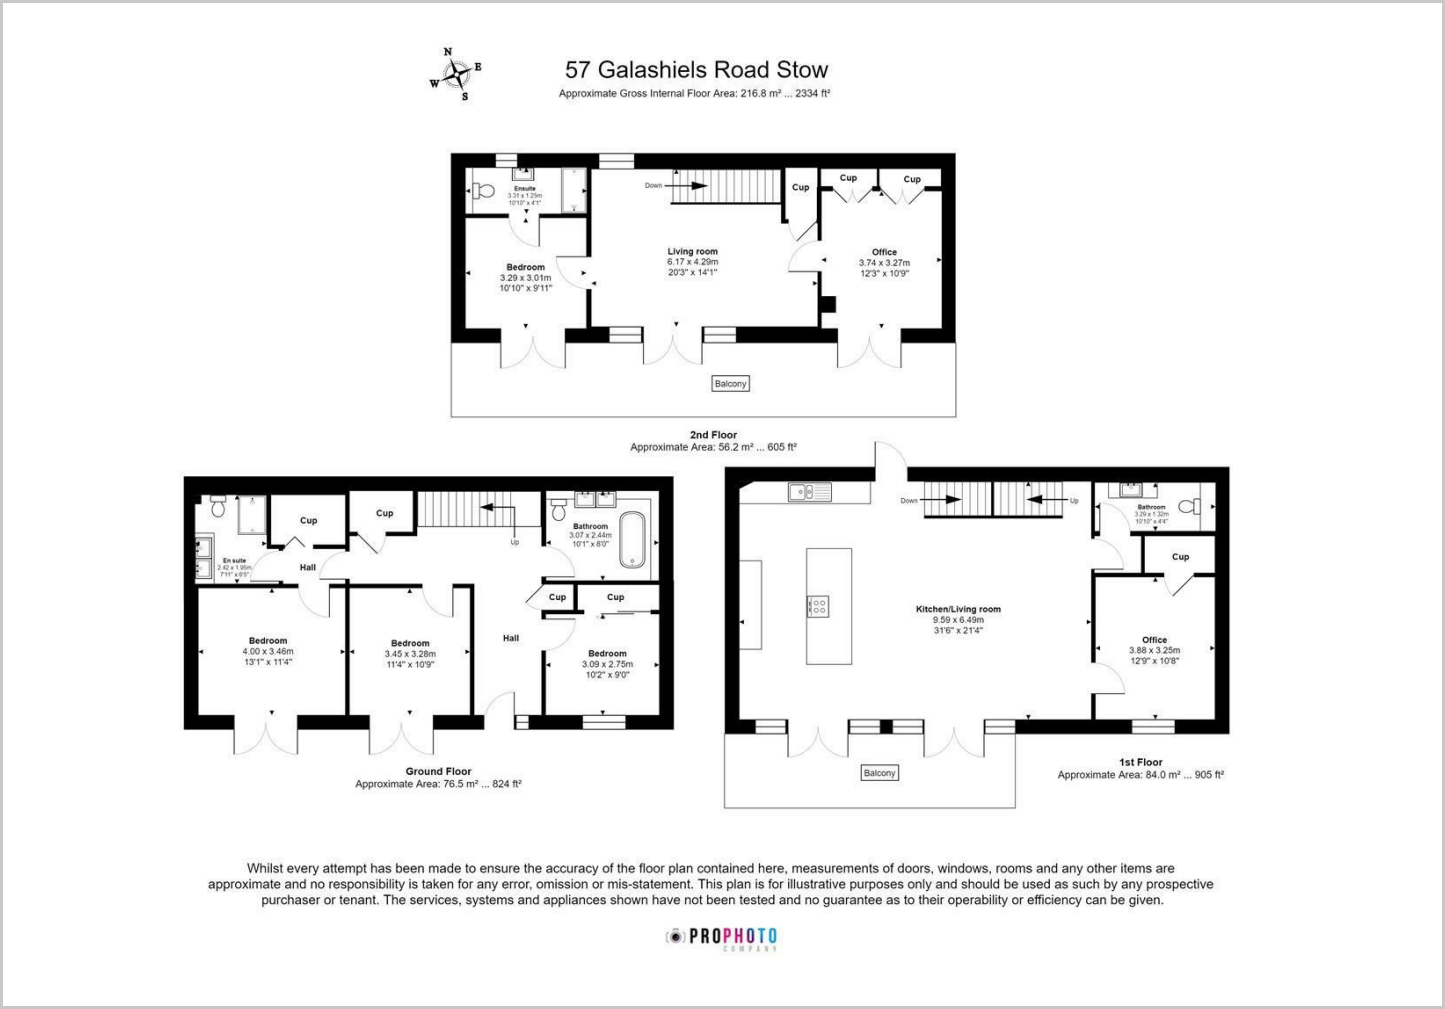 N
E
W
S
57 Galashiels Road Stow
Approximate Gross Internal Floor Area: 216.8 m² ... 2334 ft²
Ensuite
3.31 x 1.25m
10'10" x 4'1"
Down
Cup
Cup
Cup
Bedroom
3.29 x 3.01m
10'10" x 9'11"
Living room
6.17 x 4.29m
20'3" x 14'1"
Office
3.74 x 3.27m
12'3" x 10'9"
Balcony
2nd Floor
Approximate Area: 56.2 m² ... 605 ft²
En suite
2.42 x 1.95m
7'11" x 6'5"
Cup
Cup
Hall
Up
Bathroom
3.07 x 2.44m
10'1" x 8'0"
Cup
Cup
Bedroom
4.00 x 3.46m
13'1" x 11'4"
Bedroom
3.45 x 3.28m
11'4" x 10'9"
Hall
Bedroom
3.09 x 2.75m
10'2" x 9'0"
Ground Floor
Approximate Area: 76.5 m² ... 824 ft²
Down
Up
Bathroom
3.29 x 1.32m
10'10" x 4'4"
Cup
Kitchen/Living room
9.59 x 6.49m
31'6" x 21'4"
Office
3.88 x 3.25m
12'9" x 10'8"
Balcony
1st Floor
Approximate Area: 84.0 m² ... 905 ft²
Whilst every attempt has been made to ensure the accuracy of the floor plan contained here, measurements of doors, windows, rooms and any other items are
approximate and no responsibility is taken for any error, omission or mis-statement. This plan is for illustrative purposes only and should be used as such by any prospective
purchaser or tenant. The services, systems and appliances shown have not been tested and no guarantee as to their operability or efficiency can be given.
PROPHOTO
COMPANY